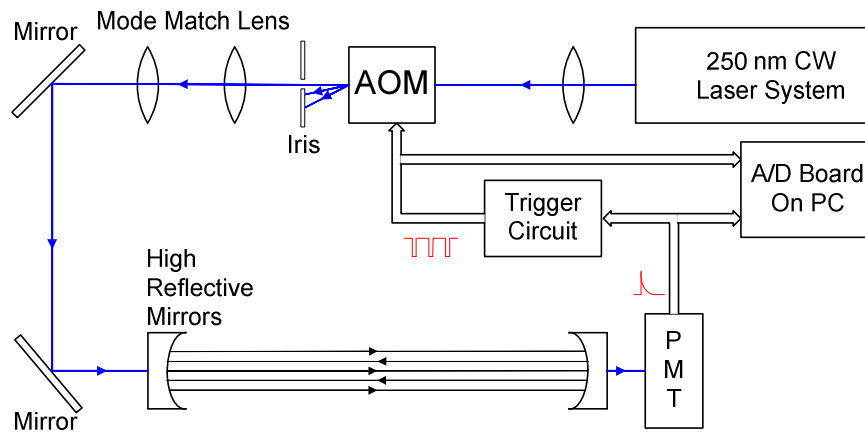 Mirror
Mode Match Lens
AOM
250 nm CW
Laser System
Iris
A/D Board
On PC
Trigger
Circuit
High
Reflective
Mirrors
P
M
T
Mirror